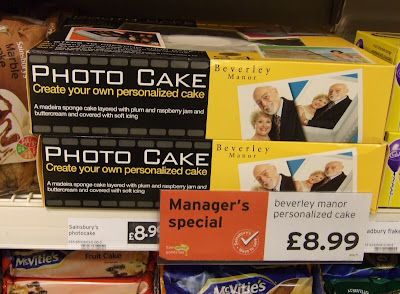 PHOTO CAKE
Create your own personalized cake
A madeira sponge cake layered with plum and raspberry jam and
buttercream and covered with soft icing
Beverley
Manor
PHOTO CAKE
Create your own personalized cake
A madeira sponge cake layered with plum and raspberry jam and
buttercream and covered with soft icing
Beverley
Manor
Marble
Sainsbury's
photocake
£8.99
Manager's
special
beverley manor
personalized cake
£8.99
adbury flake
McVitie's
Fruit Cake
McVitie's